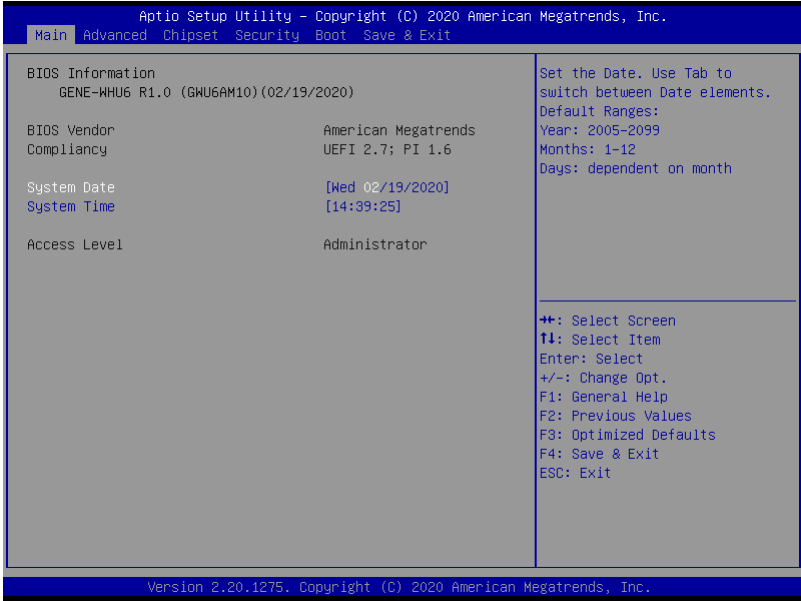 Aptio Setup Utility – Copyright (C) 2020 American Megatrends, Inc.
Main Advanced Chipset Security Boot Save & Exit
BIOS Information
GENE-WHU6 R1.0 (GWU6AM10)(02/19/2020)
BIOS Vendor American Megatrends
Compliancy UEFI 2.7; PI 1.6
System Date [Wed 02/19/2020]
System Time [14:39:25]
Access Level Administrator
Set the Date. Use Tab to
switch between Date elements.
Default Ranges:
Year: 2005-2099
Months: 1-12
Days: dependent on month
→←: Select Screen
↑↓: Select Item
Enter: Select
+/-: Change Opt.
F1: General Help
F2: Previous Values
F3: Optimized Defaults
F4: Save & Exit
ESC: Exit
Version 2.20.1275. Copyright (C) 2020 American Megatrends, Inc.